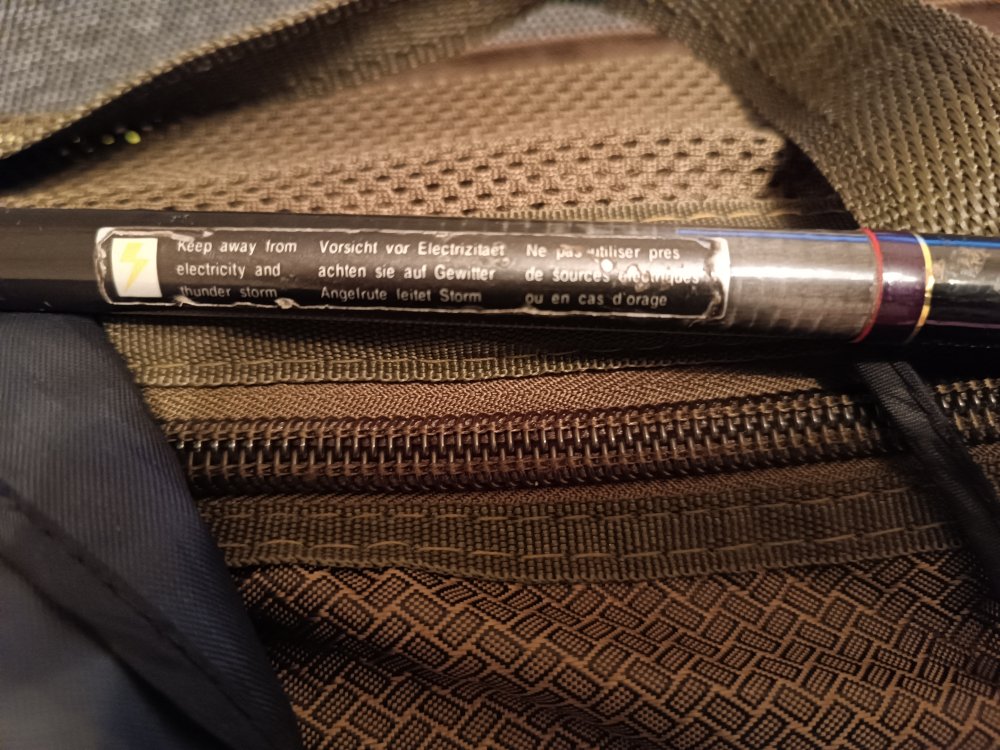 Keep away from
electricity and
thunder storm
Vorsicht vor Electrizitaet
achten sie auf Gewitter
Angelrute leitet Storm
Ne pas utiliser pres
de sources electriques
ou en cas d'orage